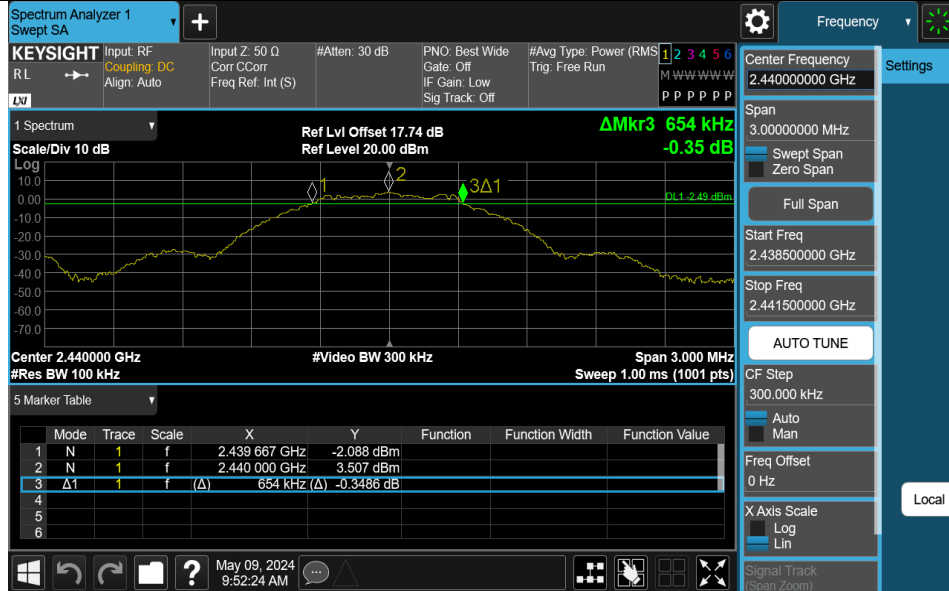 Spectrum Analyzer 1
Swept SA
+
Frequency
KEYSIGHT
RL
LXI
Input: RF
Coupling: DC
Align: Auto
Input Z: 50 Ω
Corr CCorr
Freq Ref: Int (S)
#Atten: 30 dB
PNO: Best Wide
Gate: Off
IF Gain: Low
Sig Track: Off
#Avg Type: Power (RMS
Trig: Free Run
1 2 3 4 5 6
M W W W W W
P P P P P P
1 Spectrum
Scale/Div 10 dB
Ref Lvl Offset 17.74 dB
Ref Level 20.00 dBm
ΔMkr3 654 kHz
-0.35 dB
Log
10.0
0.00
-10.0
-20.0
-30.0
-40.0
-50.0
-60.0
-70.0
1
2
3Δ1
DL1 -2.49 dBm
Center 2.440000 GHz
#Res BW 100 kHz
#Video BW 300 kHz
Span 3.000 MHz
Sweep 1.00 ms (1001 pts)
5 Marker Table
Mode Trace Scale X Y Function Function Width Function Value
1 N 1 f 2.439 667 GHz -2.088 dBm
2 N 1 f 2.440 000 GHz 3.507 dBm
3 Δ1 1 f (Δ) 654 kHz (Δ) -0.3486 dB
4
5
6
?
May 09, 2024
9:52:24 AM
Center Frequency
2.440000000 GHz
Span
3.00000000 MHz
Swept Span
Zero Span
Full Span
Start Freq
2.438500000 GHz
Stop Freq
2.441500000 GHz
AUTO TUNE
CF Step
300.000 kHz
Auto
Man
Freq Offset
0 Hz
X Axis Scale
Log
Lin
Signal Track
(Span Zoom)
Settings
Local